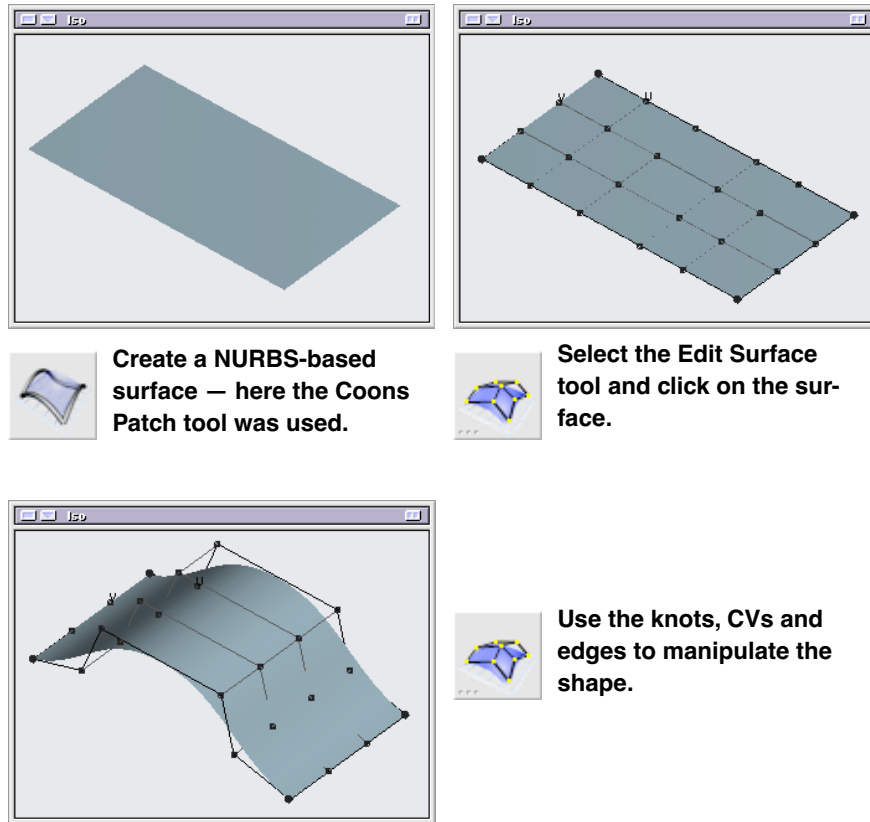 Iso
Iso
Create a NURBS-based
surface — here the Coons
Patch tool was used.
Select the Edit Surface
tool and click on the sur-
face.
V
U
Iso
V
U
Use the knots, CVs and
edges to manipulate the
shape.